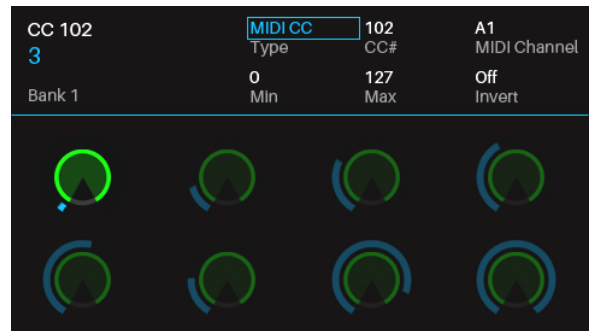 CC 102
3
Bank 1
MIDI CC 102 A1
Type CC# MIDI Channel
0 127 Off
Min Max Invert